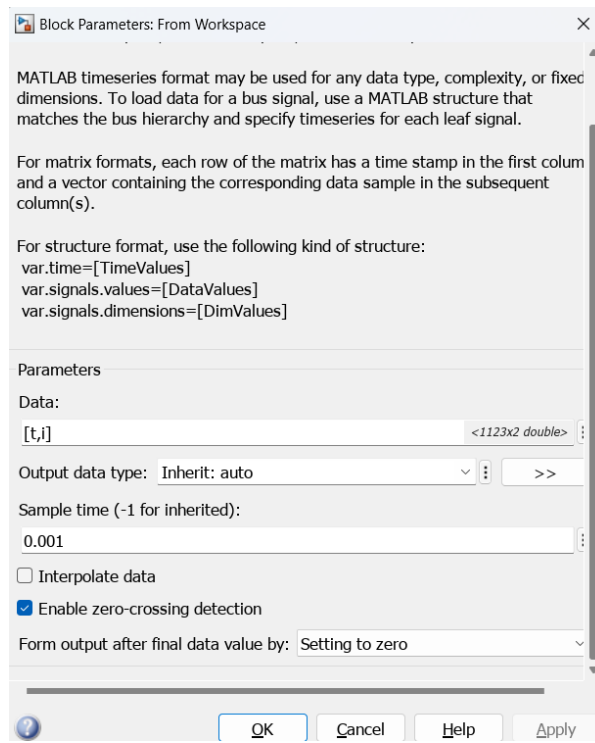 Block Parameters: From Workspace
MATLAB timeseries format may be used for any data type, complexity, or fixed
dimensions. To load data for a bus signal, use a MATLAB structure that
matches the bus hierarchy and specify timeseries for each leaf signal.
For matrix formats, each row of the matrix has a time stamp in the first colum
and a vector containing the corresponding data sample in the subsequent
column(s).
For structure format, use the following kind of structure:
var.time=[TimeValues]
var.signals.values=[DataValues]
var.signals.dimensions=[DimValues]
Parameters
Data:
[t,i] <1123x2 double>
Output data type: Inherit: auto >>
Sample time (-1 for inherited):
0.001
Interpolate data
Enable zero-crossing detection
Form output after final data value by: Setting to zero
OK Cancel Help Apply